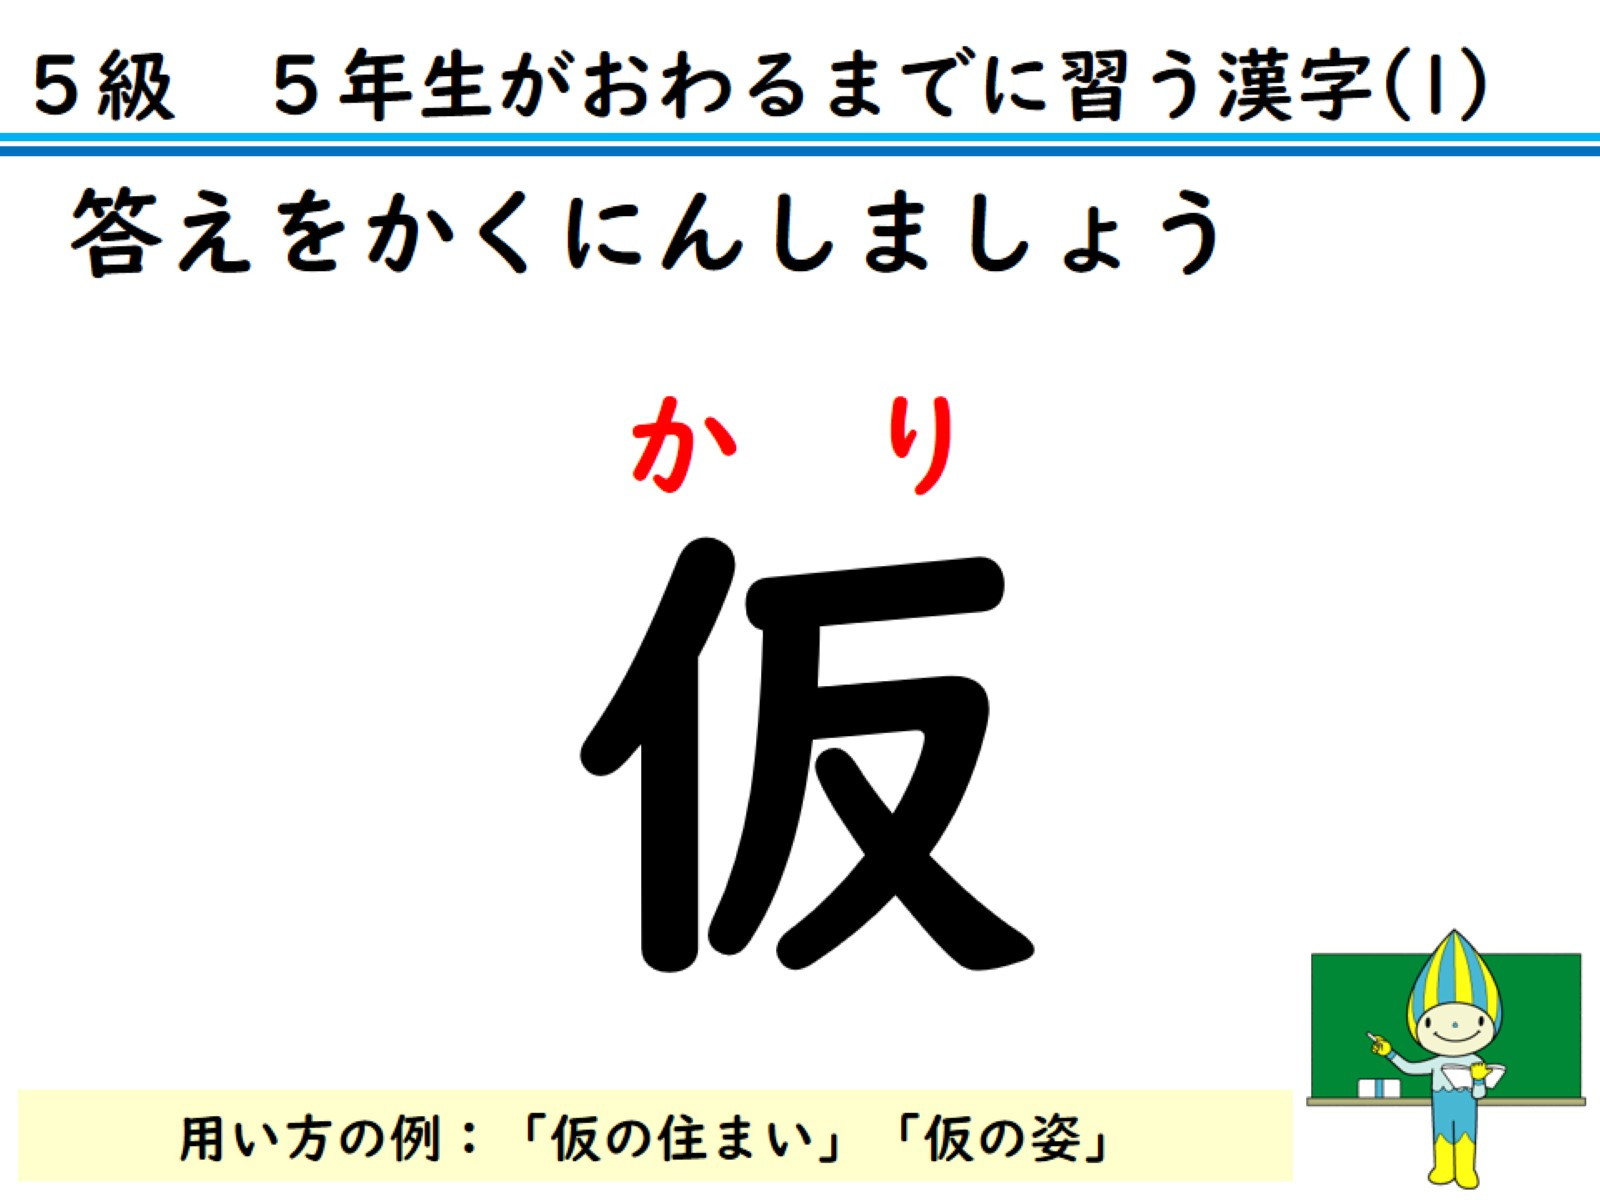 ５級　５年生がおわるまでに習う漢字(1)
答えをかくにんしましょう
かり
仮
用い方の例：「仮の住まい」「仮の姿」